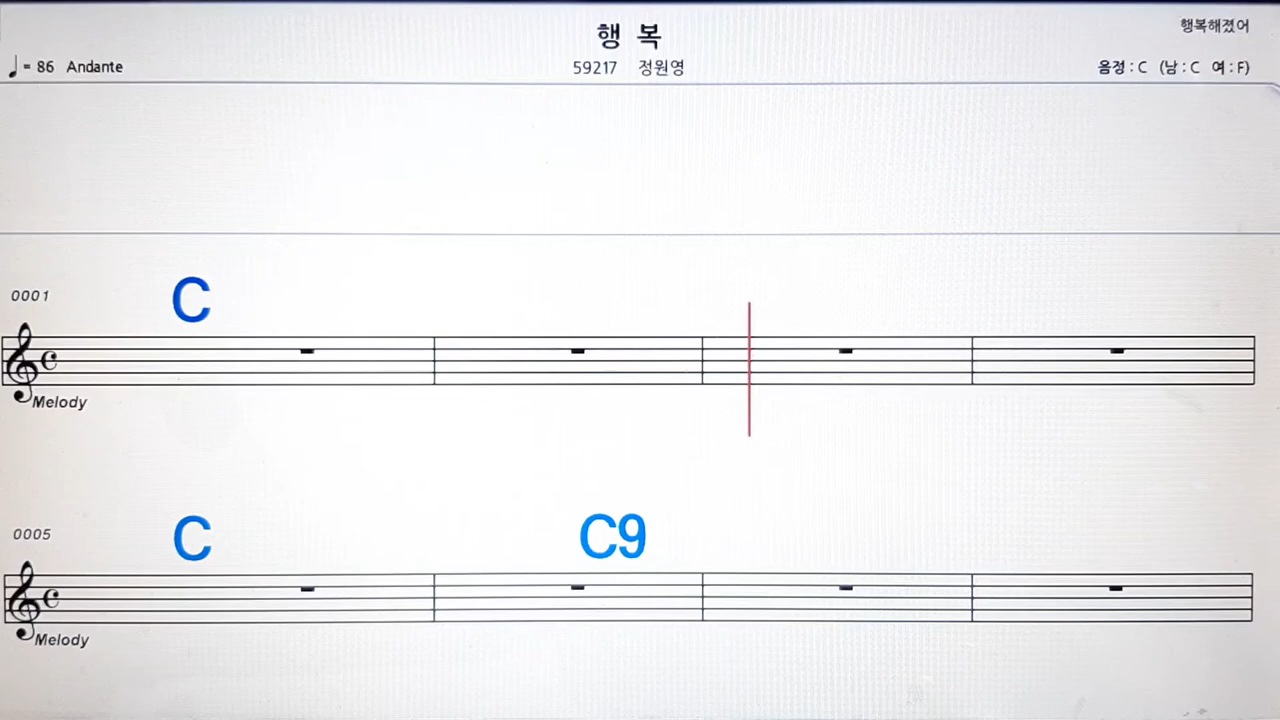 행 복
행복해졌어
♩ = 86 Andante
59217 정원영
음정 : C (남 : C 여 : F)
0001
C
Melody
0005
C C9
Melody